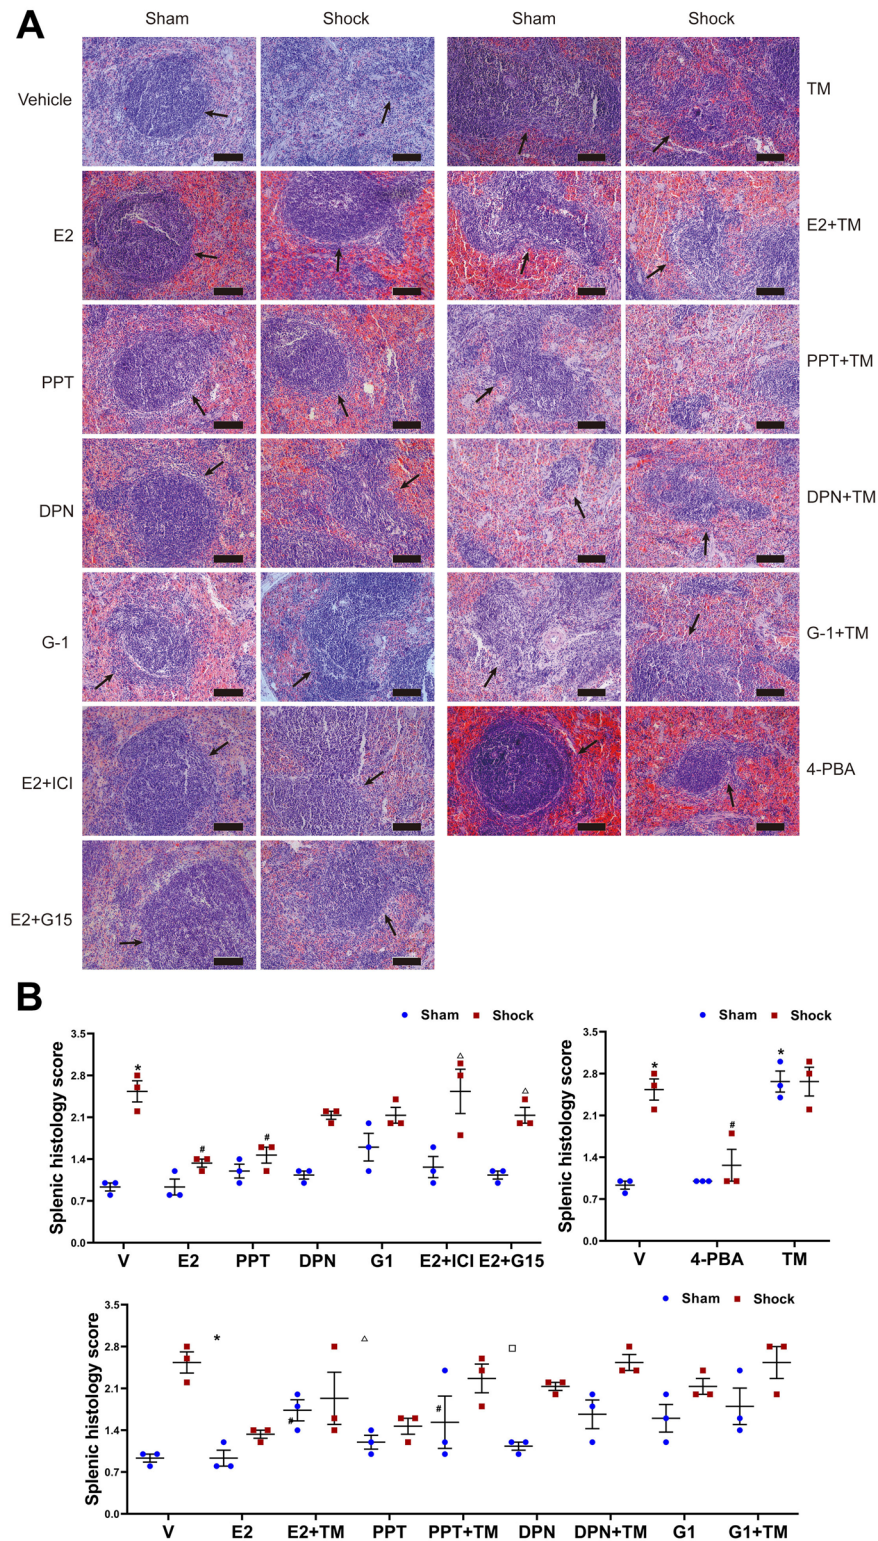 A
Sham Shock Sham Shock
Vehicle TM
E2 E2+TM
PPT PPT+TM
DPN DPN+TM
G-1 G-1+TM
E2+ICI 4-PBA
E2+G15
B
Sham Shock
Splenic histology score
3.5
2.8
2.1
1.4
0.7
0.0
*
#
#
△
△
V E2 PPT DPN G1 E2+ICI E2+G15
Sham Shock
Splenic histology score
3.5
2.8
2.1
1.4
0.7
0.0
*
#
*
V 4-PBA TM
Sham Shock
Splenic histology score
3.5
2.8
2.1
1.4
0.7
0.0
*
#
△
#
□
V E2 E2+TM PPT PPT+TM DPN DPN+TM G1 G1+TM